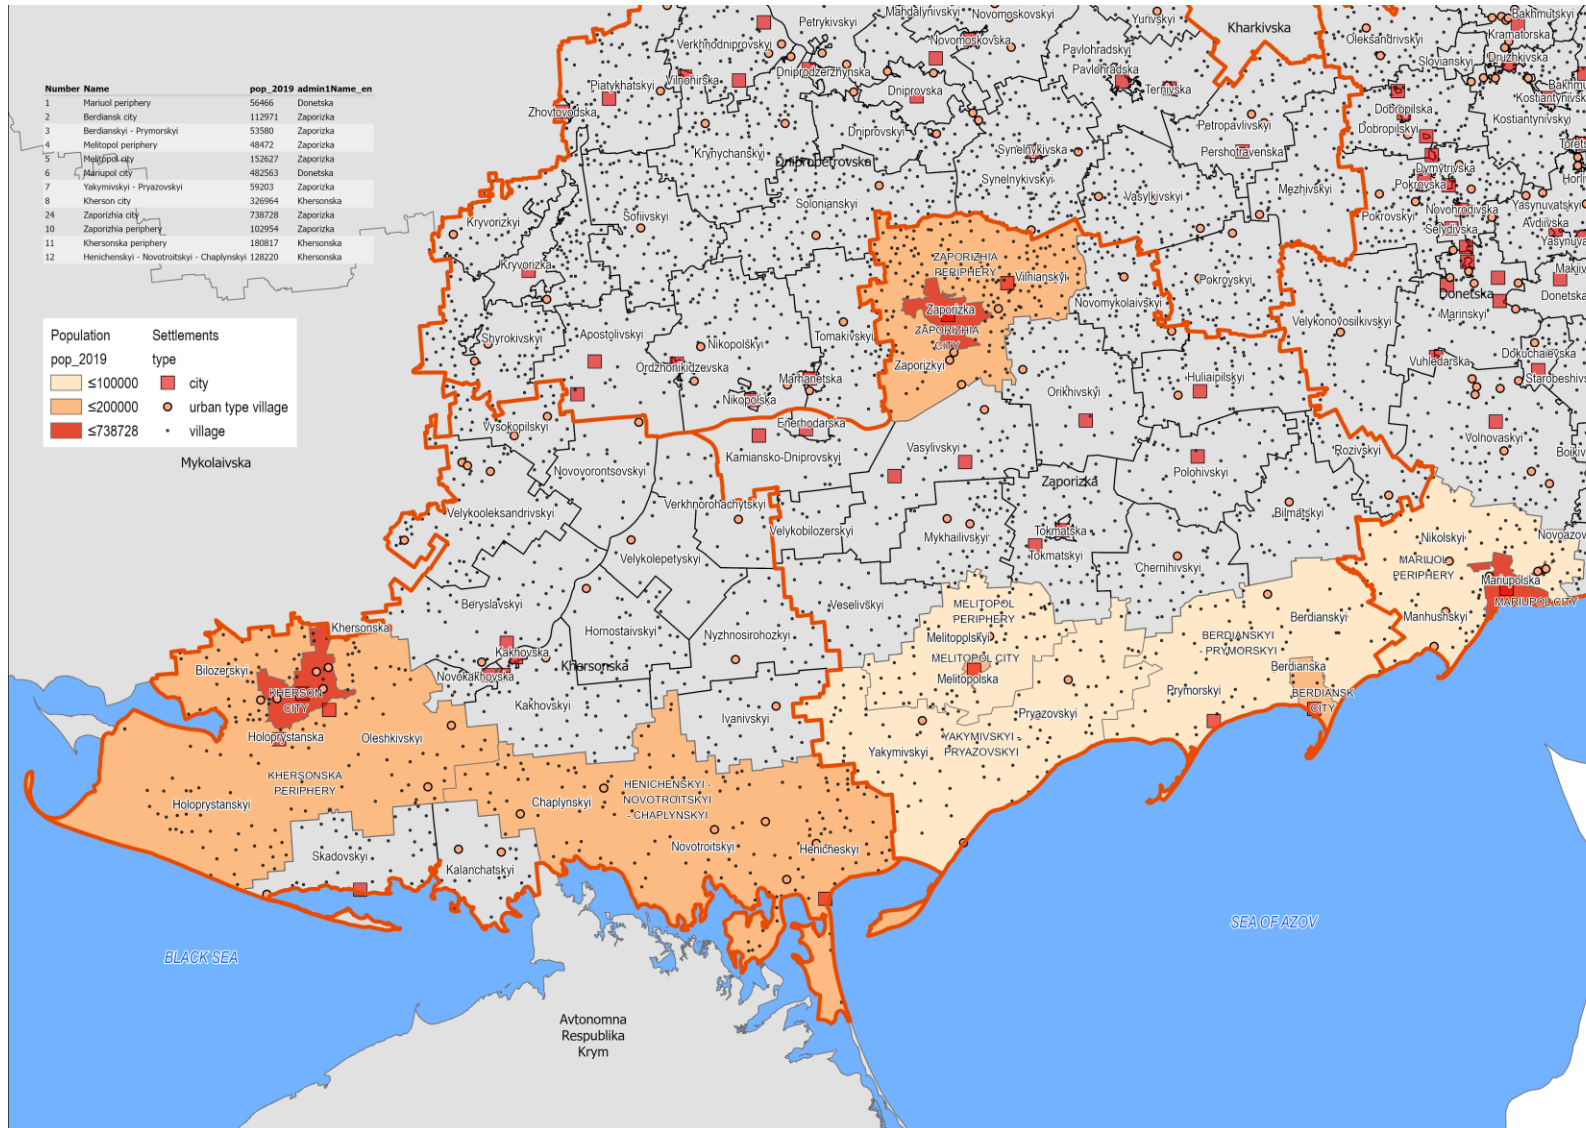 Number Name pop_2019 admin1Name_en
1 Mariuol periphery 56466 Donetska
2 Berdiansk city 112971 Zaporizka
3 Berdianskyi - Prymorskyi 53580 Zaporizka
4 Melitopol periphery 48472 Zaporizka
5 Melitopol city 152627 Zaporizka
6 Mariupol city 482563 Donetska
7 Yakymivskyi - Pryazovskyi 59203 Zaporizka
8 Kherson city 326964 Khersonska
24 Zaporizhia city 738728 Zaporizka
10 Zaporizhia periphery 102954 Zaporizka
11 Khersonska periphery 180817 Khersonska
12 Henichenskyi - Novotroitskyi - Chaplynskyi 128220 Khersonska
Population
pop_2019
≤100000
≤200000
≤738728
Settlements
type
city
urban type village
village
Mykolaivska
Petrykivskyi
Mahdalynivskyi
Novomoskovskyi
Yurivskyi
Kharkivska
Oleksandrivskyi
Bakhmutskyi
Kramatorska
Verkhnodniprovskyi
Novomoskovska
Pavlohradskyi
Pavlohradska
Slovianskyi
Druzhkivska
Piatykhatskyi
Vilnohirska
Dniprodzerzhynska
Dniprovska
Ternivska
Zhovtovodska
Dniprovskyi
Petropavlivskyi
Dobropilska
Dobropilskyi
Kostiantynivskyi
Krynychanskyi
Dnipropetrovska
Synelnykivska
Pershotravenska
Synelnykivskyi
Vasylkivskyi
Mezhivskyi
Dymytrivska
Pokrovska
Pokrovskyi
Novohrodivska
Selydivska
Yasynuvatskyi
Avdiivska
Kryvorizkyi
Sofiivskyi
Solonianskyi
Kryvorizka
ZAPORIZHIA
PERIPHERY
Vilnianskyi
Pokrovskyi
Novomykolaivskyi
Donetska
Donetska
Marinskyi
Velykonovosilkivskyi
Zaporizka
ZAPORIZHIA
CITY
Zaporizkyi
Shyrokivskyi
Apostolivskyi
Nikopolskyi
Tomakivskyi
Ordzhonikidzevska
Marhanetska
Nikopolska
Orikhivskyi
Huliaipilskyi
Vuhledarska
Dokuchaievska
Volnovaskyi
Vysokopilskyi
Enerhodarska
Kamiansko-Dniprovskyi
Vasylivskyi
Polohivskyi
Rozivskyi
Novovorontsovskyi
Verkhnorohachytskyi
Zaporizka
Velykooleksandrivskyi
Velykobilozerskyi
Mykhailivskyi
Tokmatska
Tokmatskyi
Bilmatskyi
Velykolepetyskyi
Chernihivskyi
Nikolskyi
MARIUOL
PERIPHERY
Mariupolska
MARIUPOL CITY
Manhushskyi
Beryslavskyi
Hornostaivskyi
Nyzhnosirohozkyi
Veselivskyi
MELITOPOL
PERIPHERY
Melitopolskyi
MELITOPOL CITY
Melitopolska
BERDIANSKYI
- PRYMORSKYI
Berdianskyi
Berdianska
BERDIANSK
CITY
Prymorskyi
Khersonska
Bilozerskyi
Kakhovska
Novokakhovska
Khersonska
KHERSON
CITY
Kakhovskyi
Ivanivskyi
Pryazovskyi
YAKYMIVSKYI -
PRYAZOVSKYI
Yakymivskyi
Holoprystanska
Oleshkivskyi
KHERSONSKA
PERIPHERY
Holoprystanskyi
Chaplynskyi
HENICHENSKYI -
NOVOTROITSKYI
- CHAPLYNSKYI
Novotroitskyi
Henicheskyi
Skadovskyi
Kalanchatskyi
BLACK SEA
SEA OF AZOV
Avtonomna
Respublika
Krym